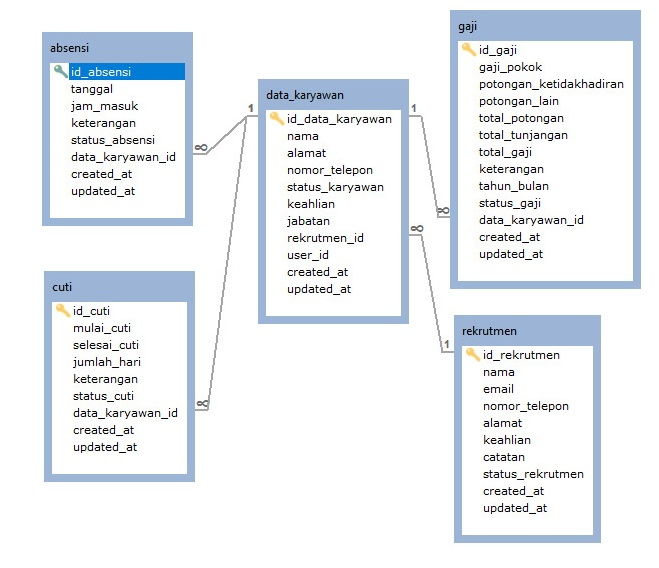 absensi
id_absensi
tanggal
jam_masuk
keterangan
status_absensi
data_karyawan_id
created_at
updated_at
cuti
id_cuti
mulai_cuti
selesai_cuti
jumlah_hari
keterangan
status_cuti
data_karyawan_id
created_at
updated_at
data_karyawan
id_data_karyawan
nama
alamat
nomor_telepon
status_karyawan
keahlian
jabatan
rekrutmen_id
user_id
created_at
updated_at
gaji
id_gaji
gaji_pokok
potongan_ketidakhadiran
potongan_lain
total_potongan
total_tunjangan
total_gaji
keterangan
tahun_bulan
status_gaji
data_karyawan_id
created_at
updated_at
rekrutmen
id_rekrutmen
nama
email
nomor_telepon
alamat
keahlian
catatan
status_rekrutmen
created_at
updated_at
1
∞
∞
1
∞
∞
1